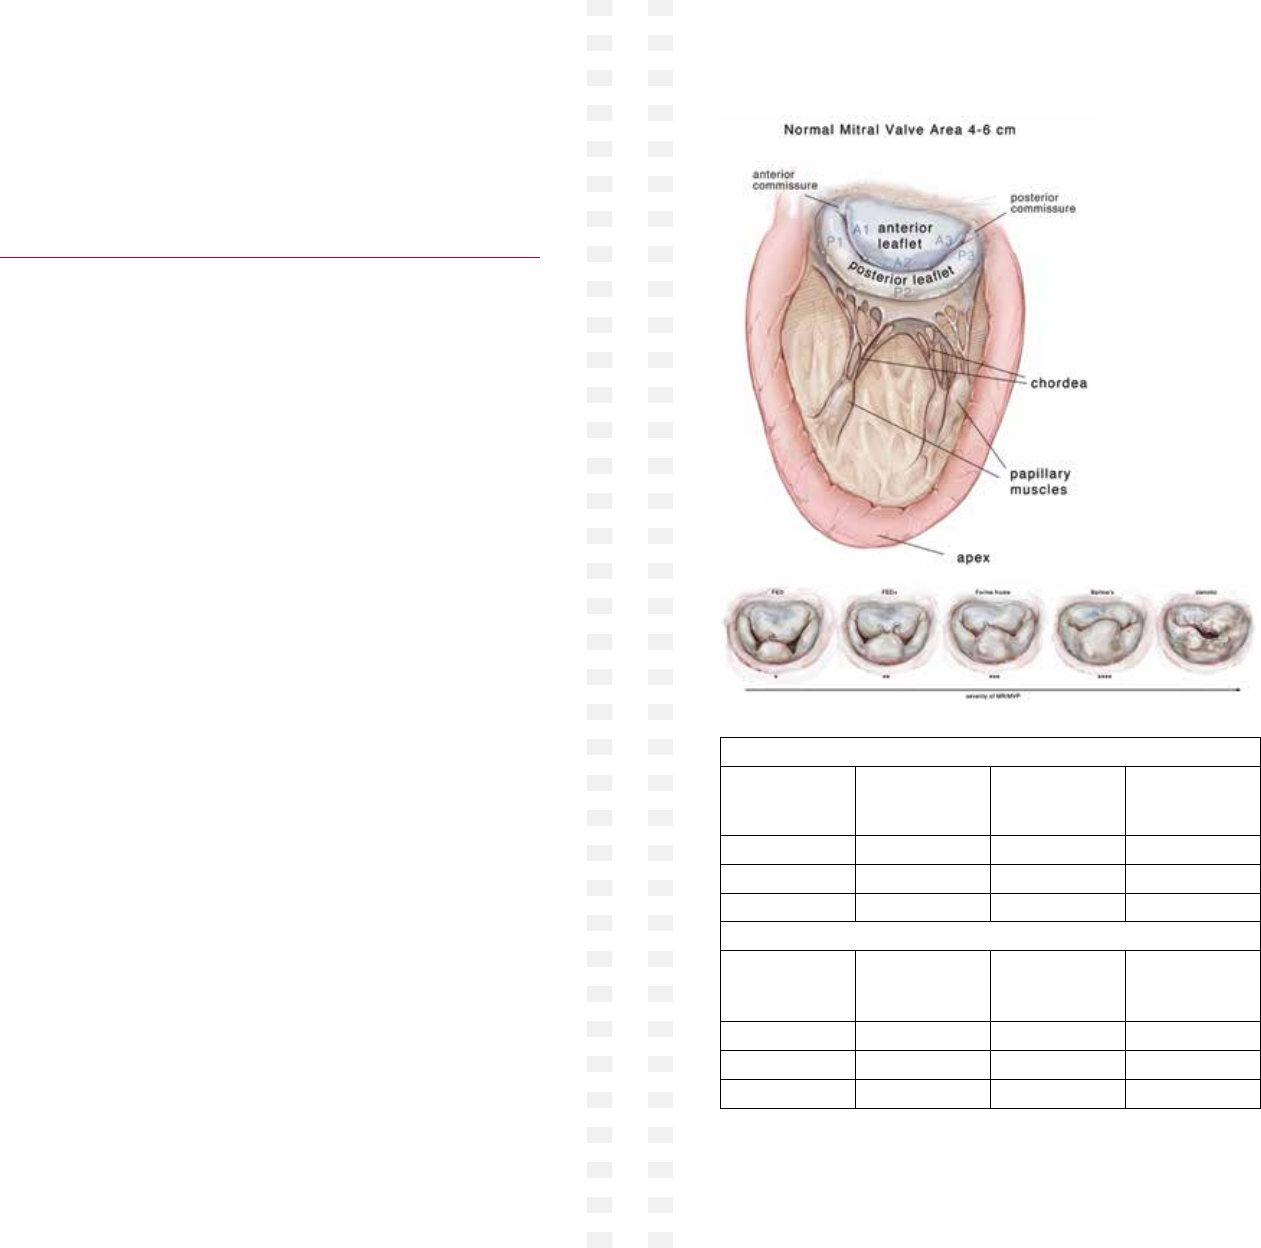 Normal Mitral Valve Area 4-6 cm
anterior
commissure
posterior
commissure
A1
anterior
leaflet
A3
P1
P3
A2
posterior leaflet
P2
chordea
papillary
muscles
apex
FED
FED+
Forme fruste
Barlow's
stenotic
*
**
***
****
severity of MR/MVP